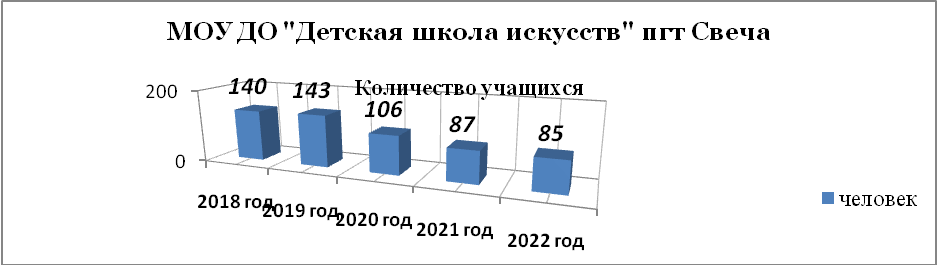 МОУ ДО "Детская школа искусств" пгт Свеча
Количество учащихся
200
0
140
143
106
87
85
2018 год
2019 год
2020 год
2021 год
2022 год
человек